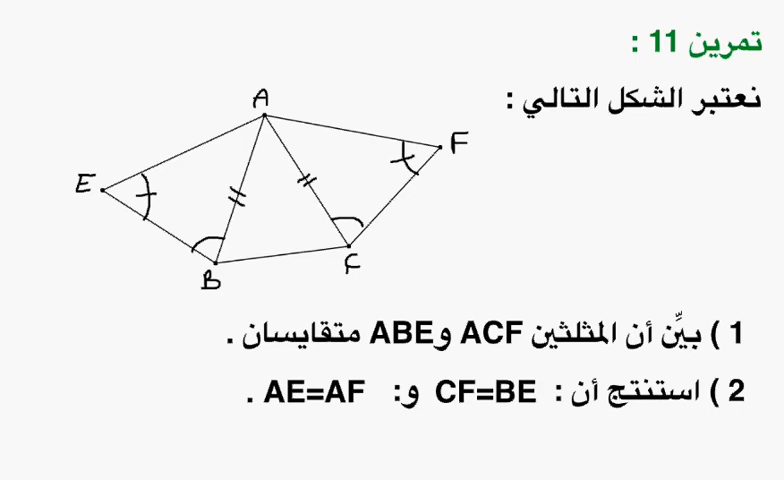 تمرين 11 :
نعتبر الشكل التالي :
A
F
E
B
C
1 ) بيِّن أن المثلثين ACF وABE متقايسان .
2 ) استنتج أن : CF=BE و: AE=AF .